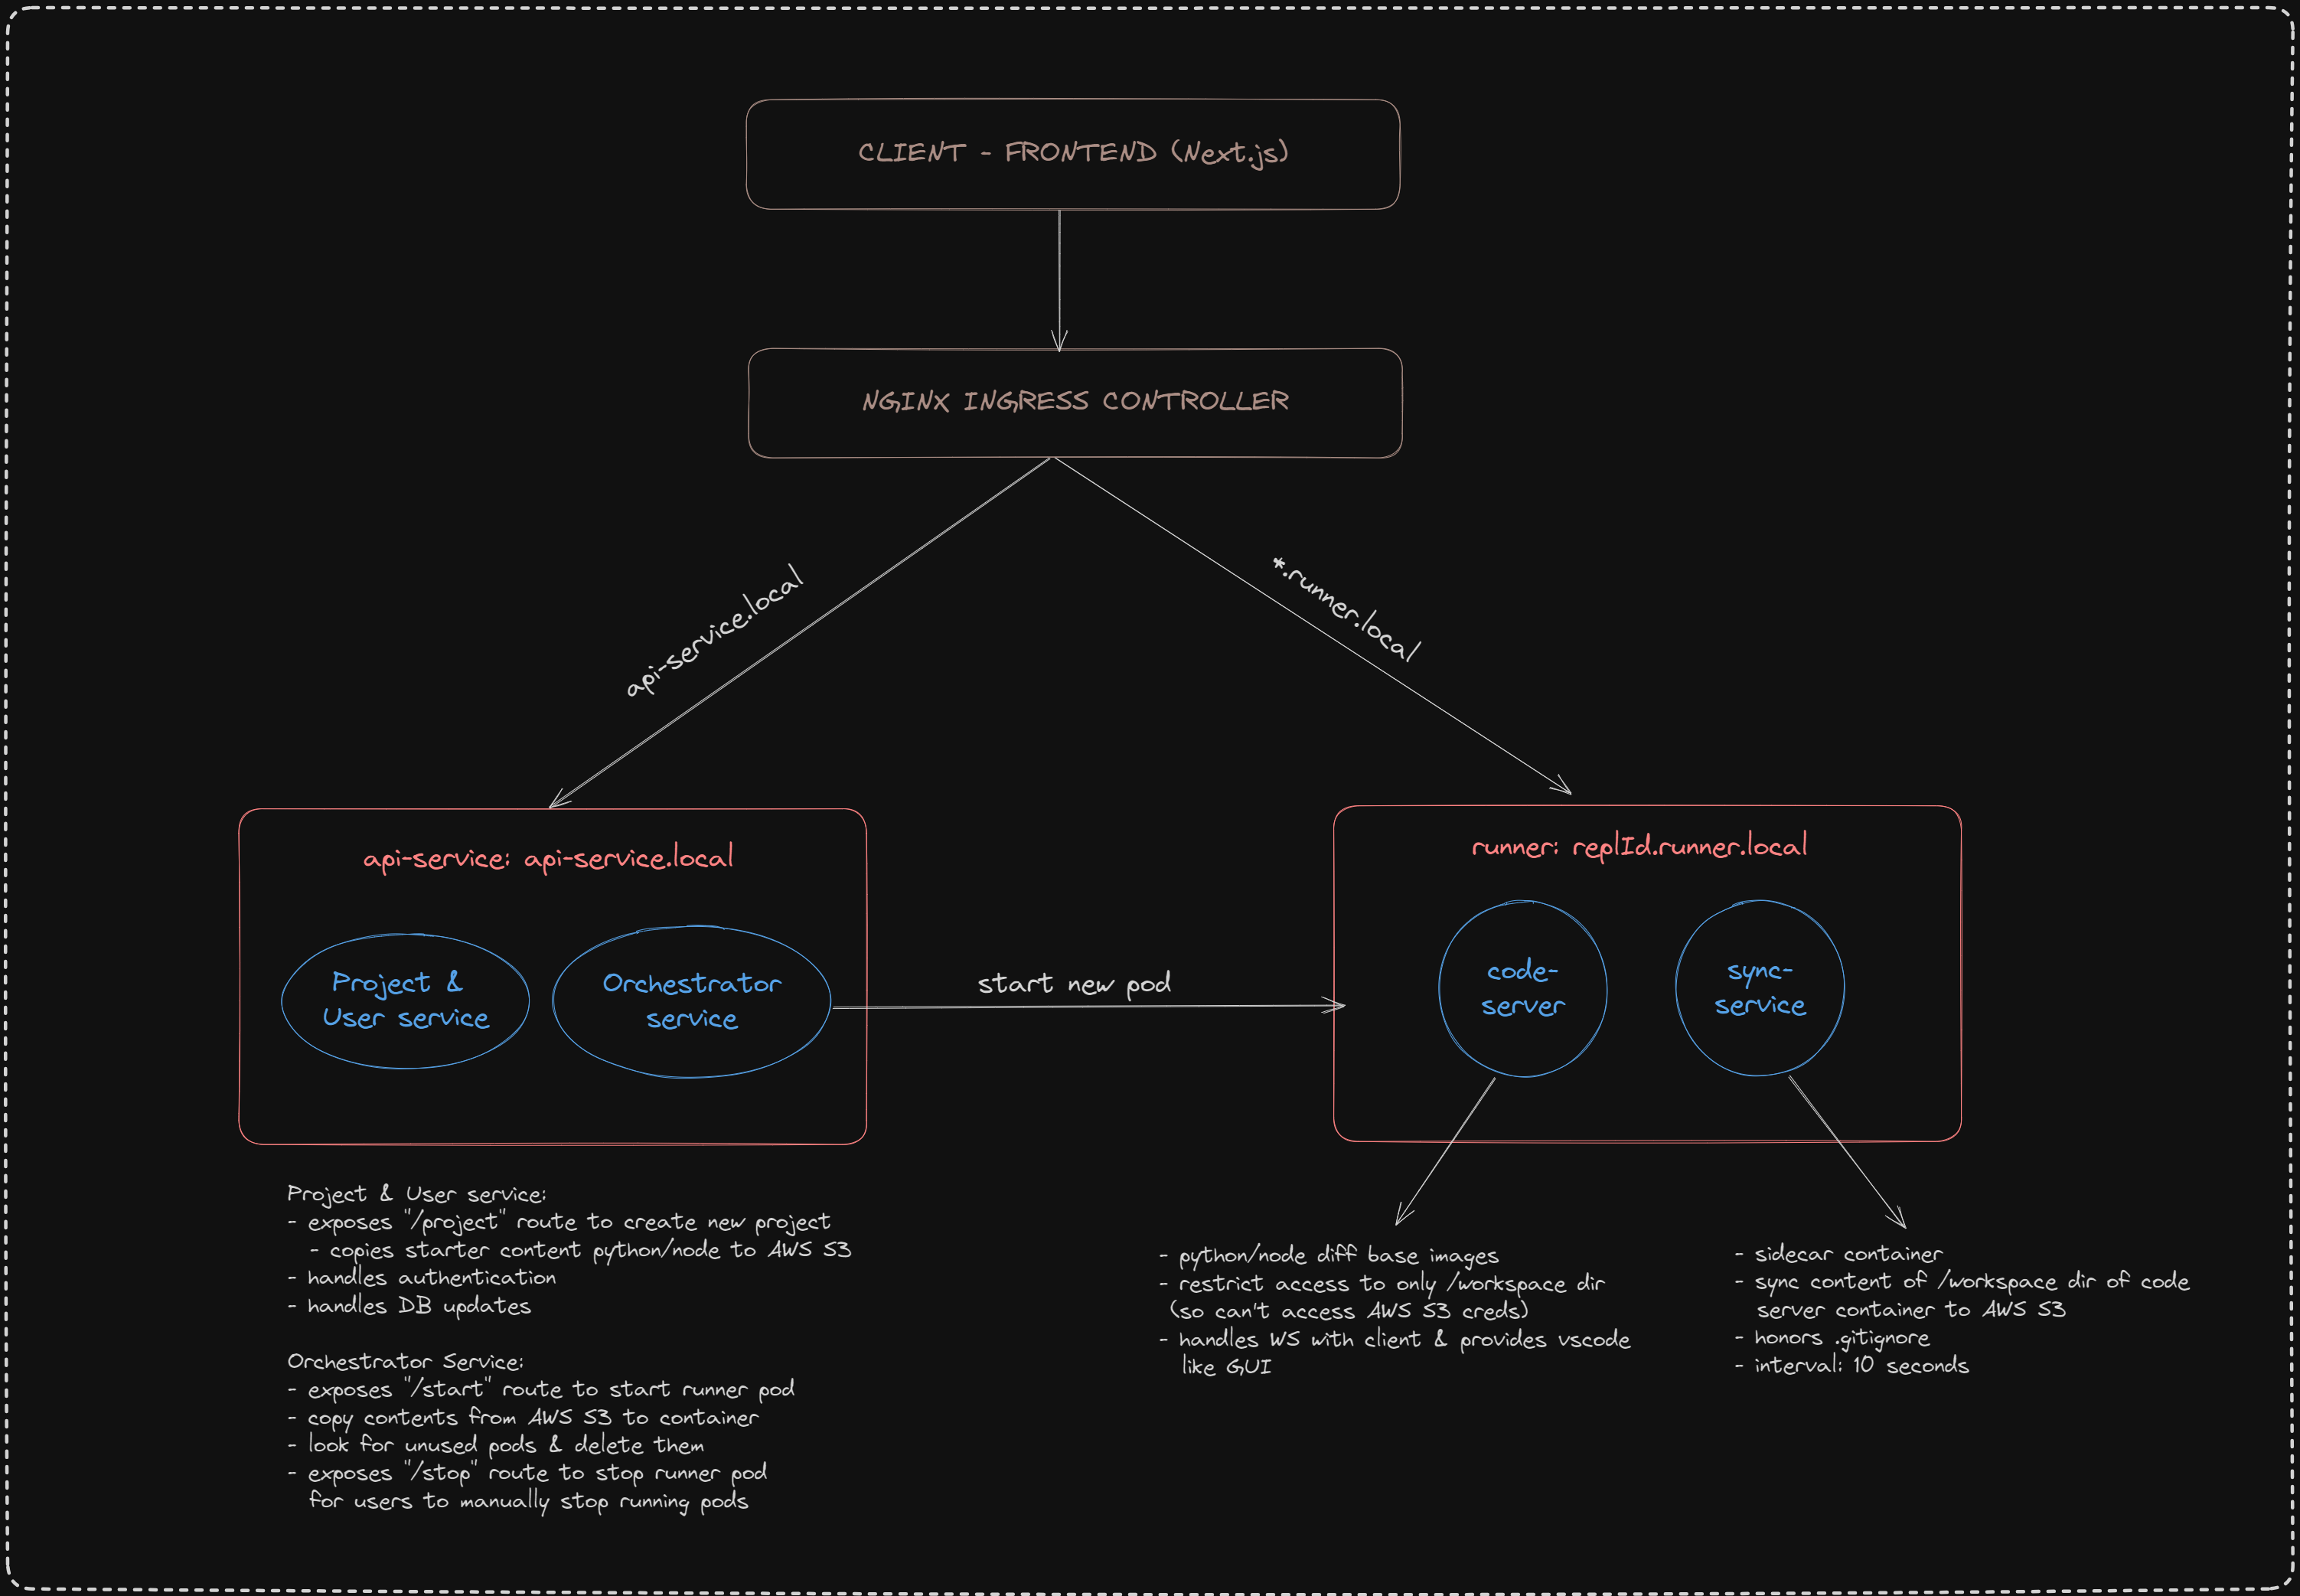 CLIENT - FRONTEND (Next.js)
NGINX INGRESS CONTROLLER
api-service.local
*.runner.local
api-service: api-service.local
Project &
User service
Orchestrator
service
start new pod
runner: replId.runner.local
code-
server
sync-
service
Project & User service:
- exposes "/project" route to create new project
- copies starter content python/node to AWS S3
- handles authentication
- handles DB updates
Orchestrator Service:
- exposes "/start" route to start runner pod
- copy contents from AWS S3 to container
- look for unused pods & delete them
- exposes "/stop" route to stop runner pod
for users to manually stop running pods
- python/node diff base images
- restrict access to only /workspace dir
(so can't access AWS S3 creds)
- handles WS with client & provides vscode
like GUI
- sidecar container
- sync content of /workspace dir of code
server container to AWS S3
- honors .gitignore
- interval: 10 seconds